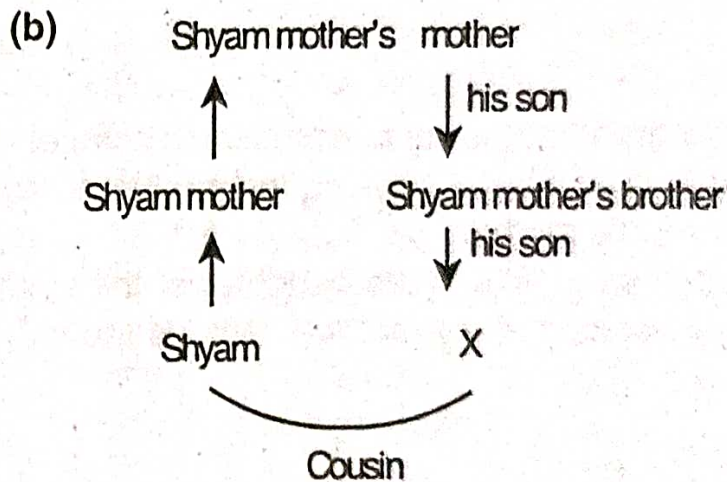 (b) Shyam mother's mother
his son
Shyam mother Shyam mother's brother
his son
Shyam X
Cousin